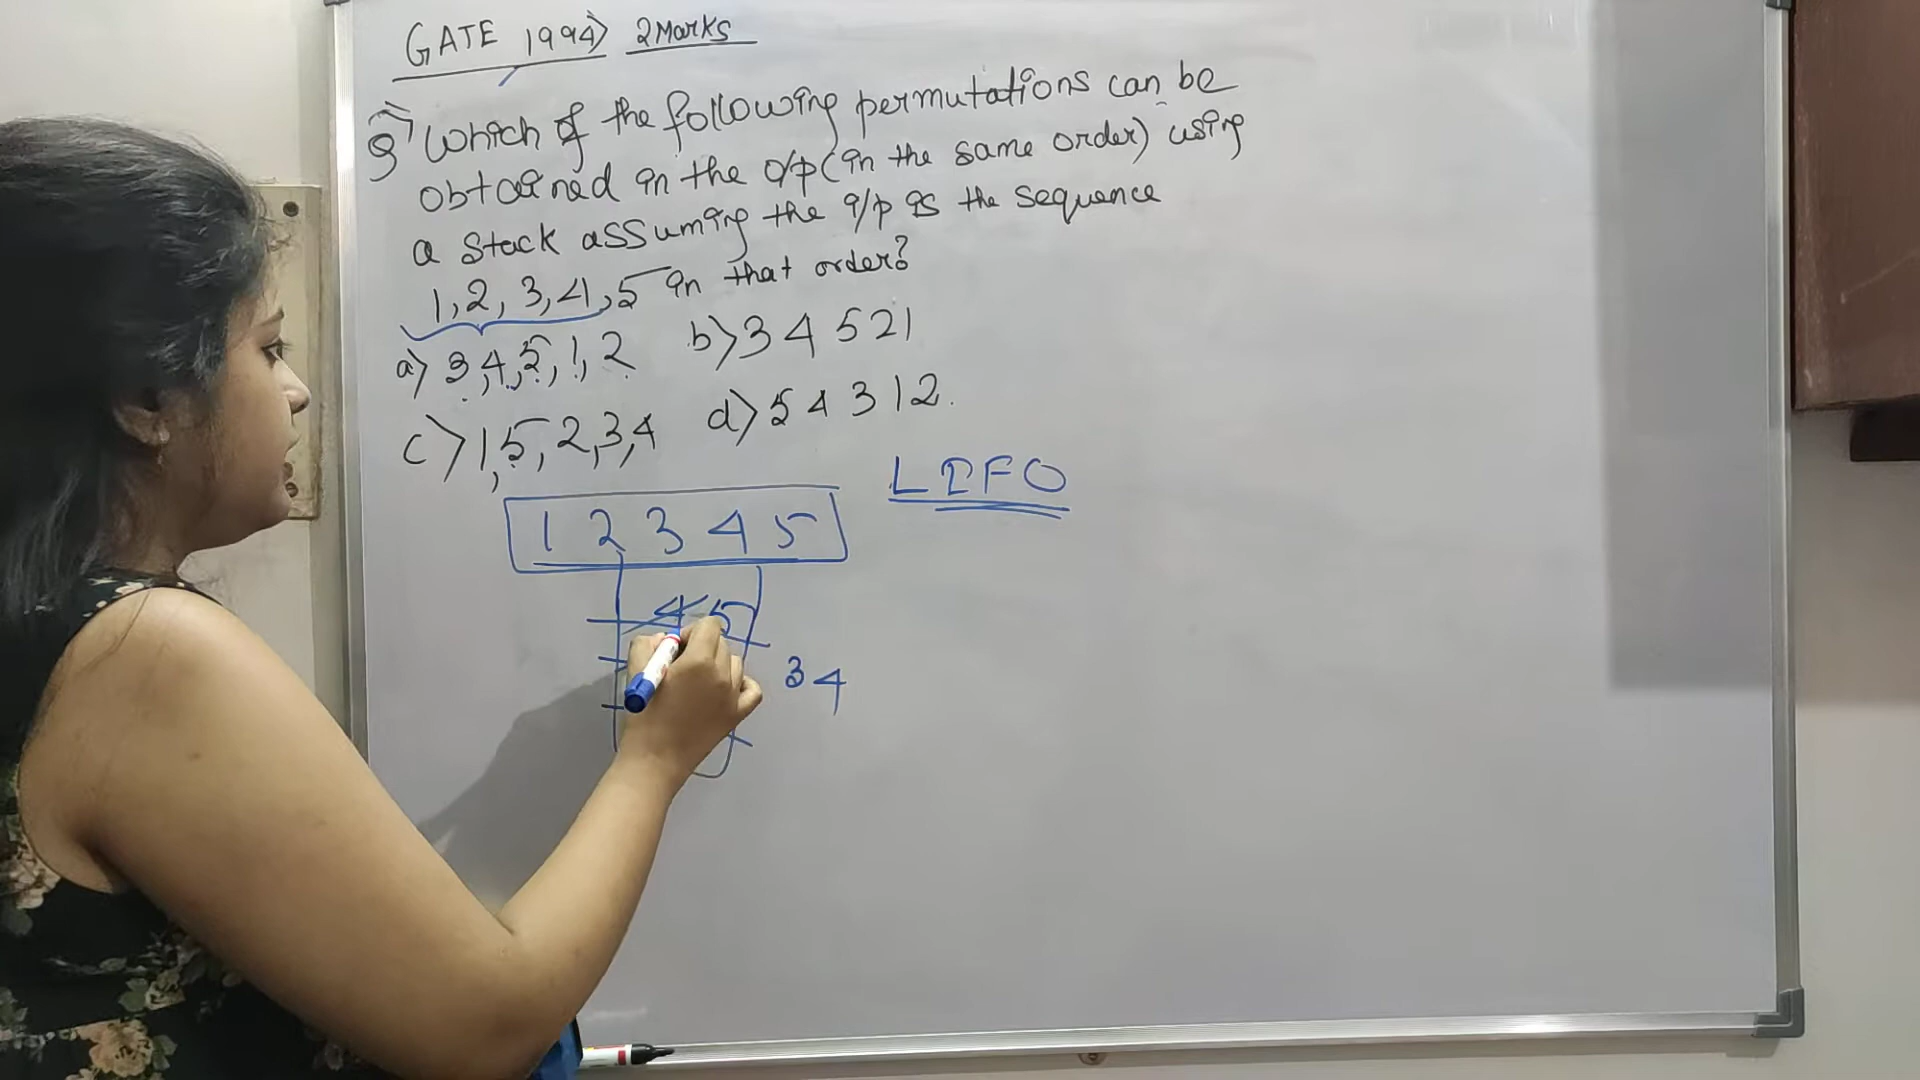 GATE 1994) 2Marks
Q) Which of the following permutations can be
obtained in the o/p (in the same order) using
a stack assuming the i/p is the sequence
1, 2, 3, 4, 5 in that order?
a) 3, 4, 5, 1, 2 b) 3 4 5 2 1
c) 1, 5, 2, 3, 4 d) 5 4 3 1 2.
LIFO
1 2 3 4 5
4 5
3 4